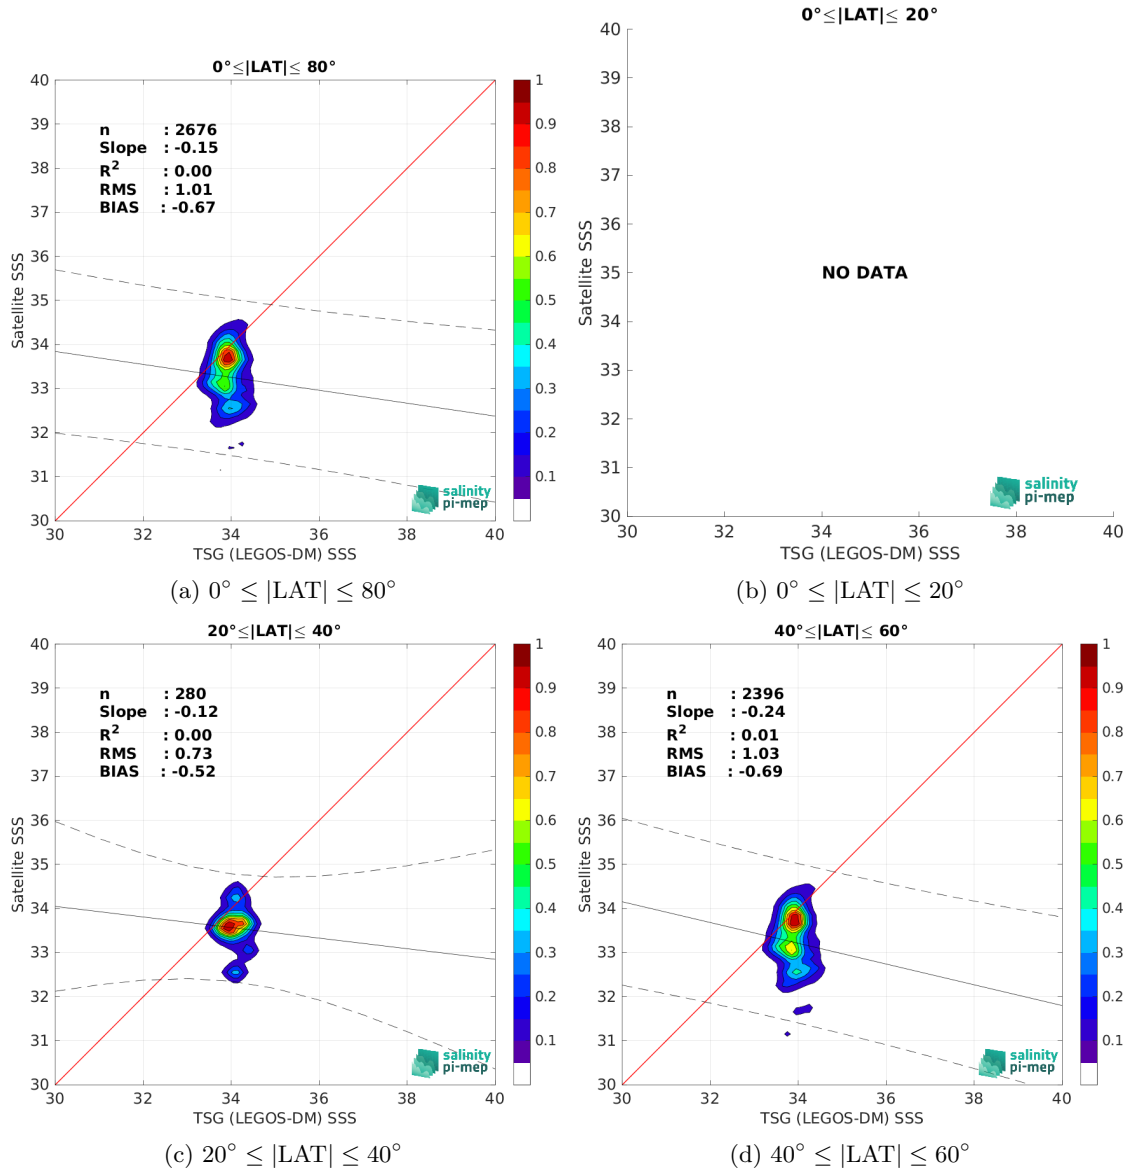 0°≤|LAT|≤ 80°
40
39
38
37
36
35
34
33
32
31
30
Satellite SSS
n : 2676
Slope : -0.15
R² : 0.00
RMS : 1.01
BIAS : -0.67
salinity
pi-mep
30 32 34 36 38 40
TSG (LEGOS-DM) SSS
1
0.9
0.8
0.7
0.6
0.5
0.4
0.3
0.2
0.1
(a) 0° ≤ |LAT| ≤ 80°
0°≤|LAT|≤ 20°
40
39
38
37
36
35
34
33
32
31
30
Satellite SSS
NO DATA
salinity
pi-mep
30 32 34 36 38 40
TSG (LEGOS-DM) SSS
(b) 0° ≤ |LAT| ≤ 20°
20°≤|LAT|≤ 40°
40
39
38
37
36
35
34
33
32
31
30
Satellite SSS
n : 280
Slope : -0.12
R² : 0.00
RMS : 0.73
BIAS : -0.52
salinity
pi-mep
30 32 34 36 38 40
TSG (LEGOS-DM) SSS
1
0.9
0.8
0.7
0.6
0.5
0.4
0.3
0.2
0.1
(c) 20° ≤ |LAT| ≤ 40°
40°≤|LAT|≤ 60°
40
39
38
37
36
35
34
33
32
31
30
Satellite SSS
n : 2396
Slope : -0.24
R² : 0.01
RMS : 1.03
BIAS : -0.69
salinity
pi-mep
30 32 34 36 38 40
TSG (LEGOS-DM) SSS
1
0.9
0.8
0.7
0.6
0.5
0.4
0.3
0.2
0.1
(d) 40° ≤ |LAT| ≤ 60°